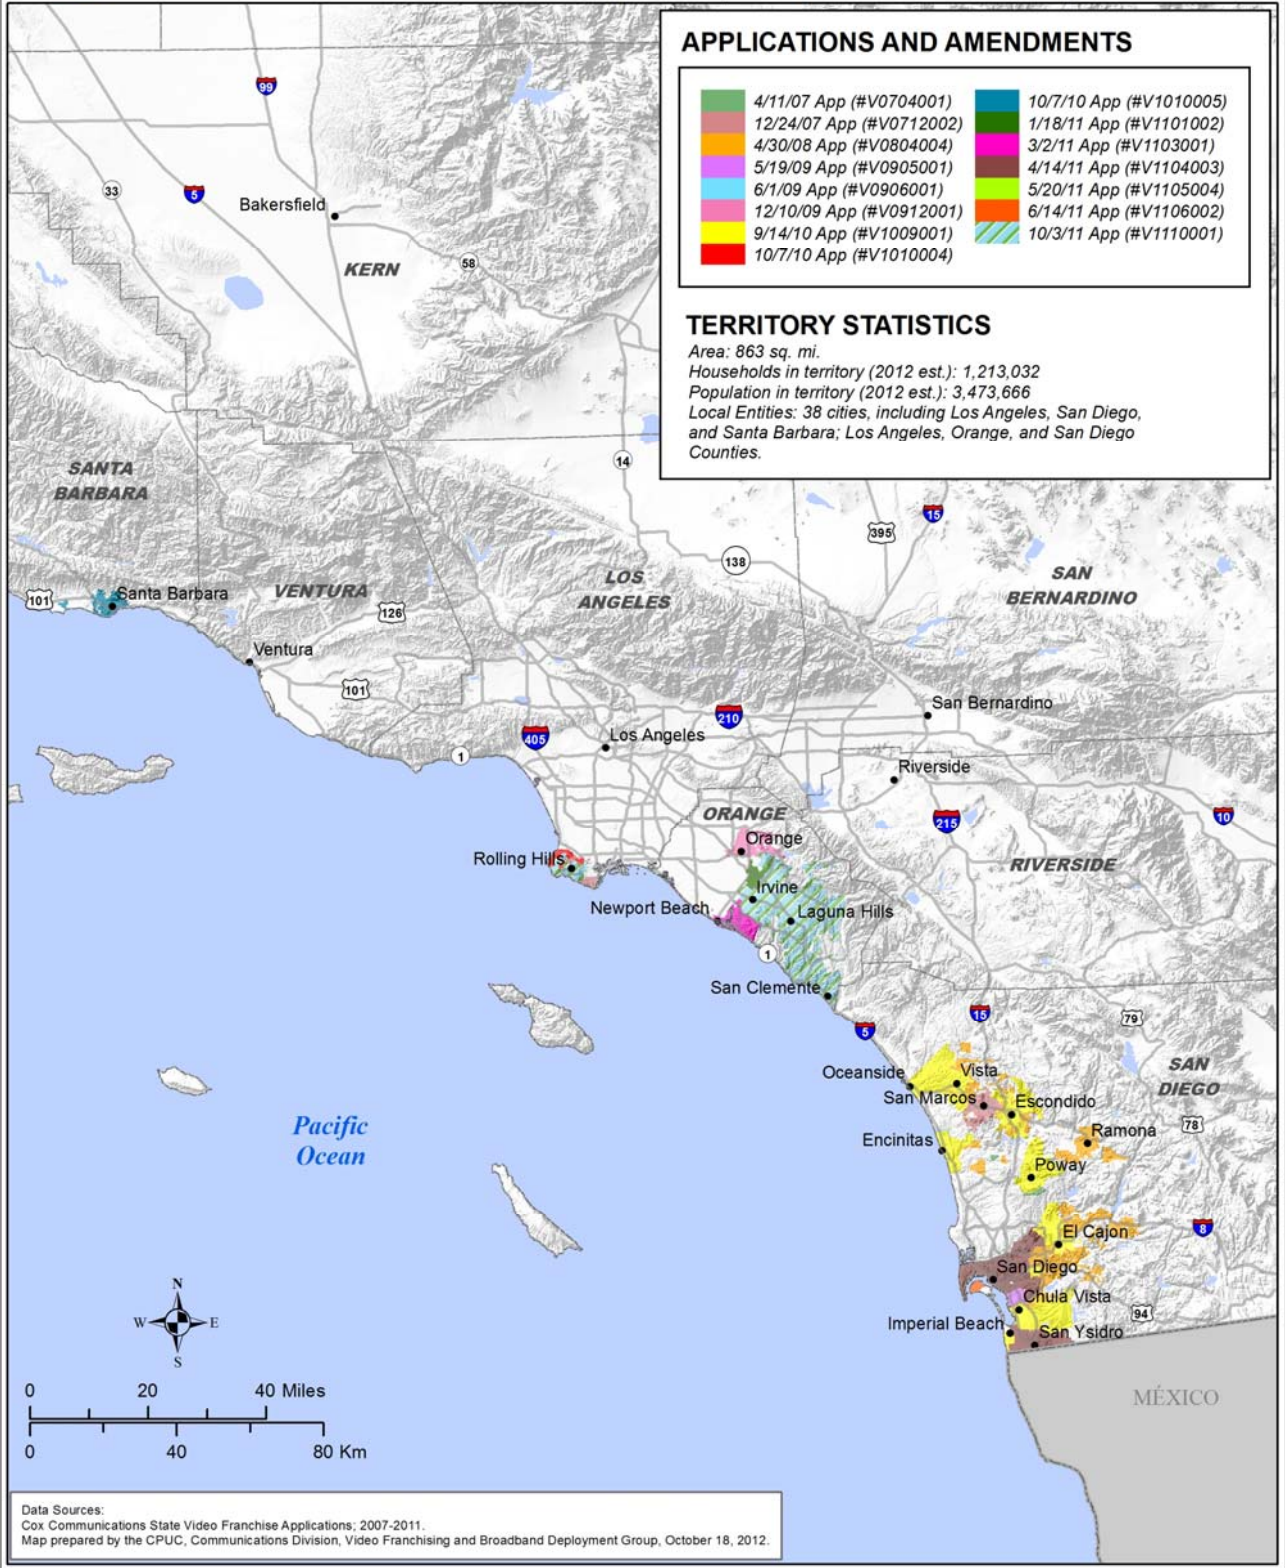 APPLICATIONS AND AMENDMENTS
4/11/07 App (#V0704001)
12/24/07 App (#V0712002)
4/30/08 App (#V0804004)
5/19/09 App (#V0905001)
6/1/09 App (#V0906001)
12/10/09 App (#V0912001)
9/14/10 App (#V1009001)
10/7/10 App (#V1010004)
10/7/10 App (#V1010005)
1/18/11 App (#V1101002)
3/2/11 App (#V1103001)
4/14/11 App (#V1104003)
5/20/11 App (#V1105004)
6/14/11 App (#V1106002)
10/3/11 App (#V1110001)
TERRITORY STATISTICS
Area: 863 sq. mi.
Households in territory (2012 est.): 1,213,032
Population in territory (2012 est.): 3,473,666
Local Entities: 38 cities, including Los Angeles, San Diego,
and Santa Barbara; Los Angeles, Orange, and San Diego
Counties.
99
33
5
Bakersfield
KERN
58
14
SANTA
BARBARA
15
395
138
LOS
ANGELES
SAN
BERNARDINO
101
Santa Barbara
VENTURA
126
Ventura
101
San Bernardino
210
405
Los Angeles
1
Riverside
ORANGE
215
10
Orange
Rolling Hills
RIVERSIDE
Irvine
Newport Beach
Laguna Hills
1
San Clemente
15
79
5
SAN
DIEGO
Oceanside
Vista
San Marcos
Escondido
78
Ramona
Encinitas
Poway
Pacific
Ocean
El Cajon
8
San Diego
Chula Vista
94
Imperial Beach
San Ysidro
MÉXICO
N
W
E
S
0
20
40 Miles
0
40
80 Km
Data Sources:
Cox Communications State Video Franchise Applications; 2007-2011.
Map prepared by the CPUC, Communications Division, Video Franchising and Broadband Deployment Group, October 18, 2012.